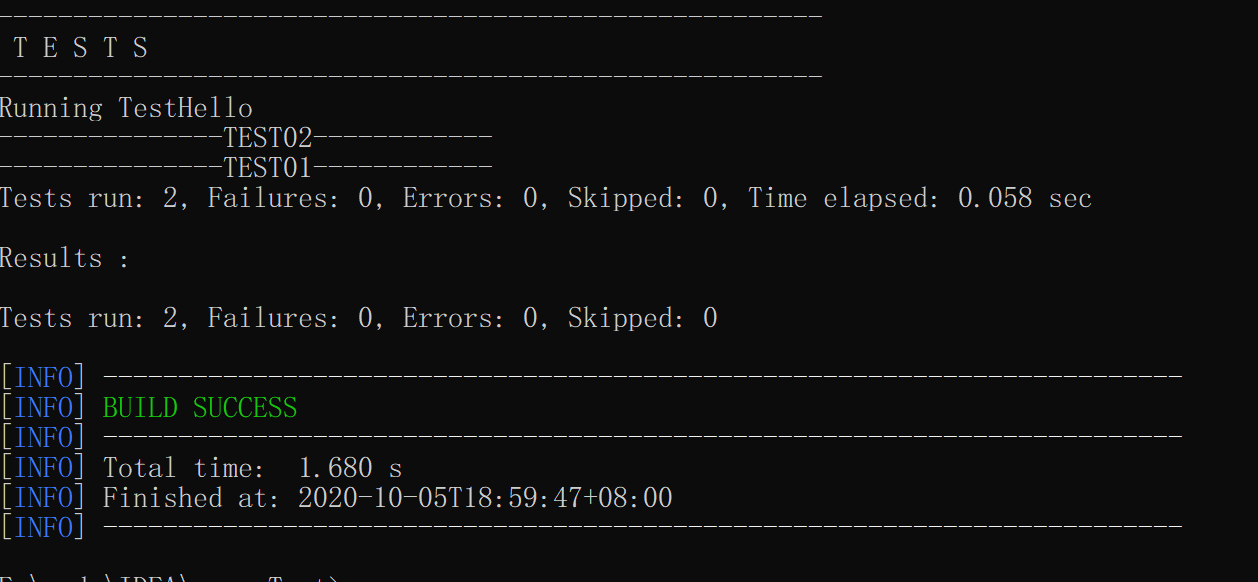 -------------------------------------------------------
T E S T S
-------------------------------------------------------
Running TestHello
---------------TEST02------------
---------------TEST01------------
Tests run: 2, Failures: 0, Errors: 0, Skipped: 0, Time elapsed: 0.058 sec
Results :
Tests run: 2, Failures: 0, Errors: 0, Skipped: 0
[INFO] ------------------------------------------------------------------------
[INFO] BUILD SUCCESS
[INFO] ------------------------------------------------------------------------
[INFO] Total time:  1.680 s
[INFO] Finished at: 2020-10-05T18:59:47+08:00
[INFO] ------------------------------------------------------------------------